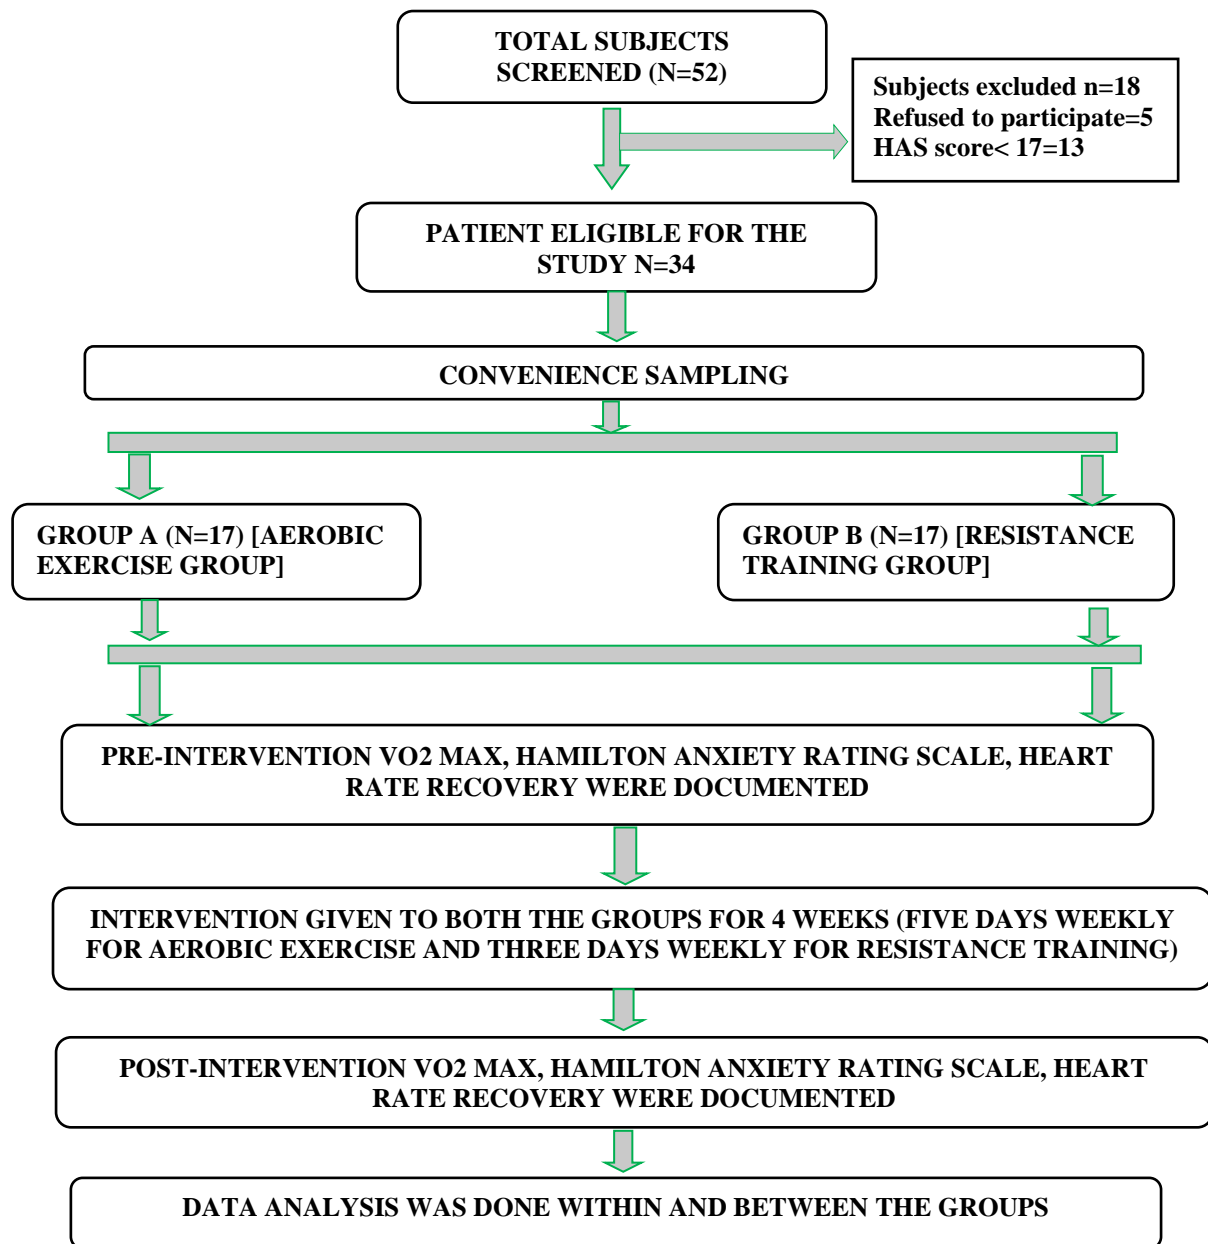 TOTAL SUBJECTS
SCREENED (N=52)
Subjects excluded n=18
Refused to participate=5
HAS score< 17=13
PATIENT ELIGIBLE FOR THE
STUDY N=34
CONVENIENCE SAMPLING
GROUP A (N=17) [AEROBIC
EXERCISE GROUP]
GROUP B (N=17) [RESISTANCE
TRAINING GROUP]
PRE-INTERVENTION VO2 MAX, HAMILTON ANXIETY RATING SCALE, HEART
RATE RECOVERY WERE DOCUMENTED
INTERVENTION GIVEN TO BOTH THE GROUPS FOR 4 WEEKS (FIVE DAYS WEEKLY
FOR AEROBIC EXERCISE AND THREE DAYS WEEKLY FOR RESISTANCE TRAINING)
POST-INTERVENTION VO2 MAX, HAMILTON ANXIETY RATING SCALE, HEART
RATE RECOVERY WERE DOCUMENTED
DATA ANALYSIS WAS DONE WITHIN AND BETWEEN THE GROUPS